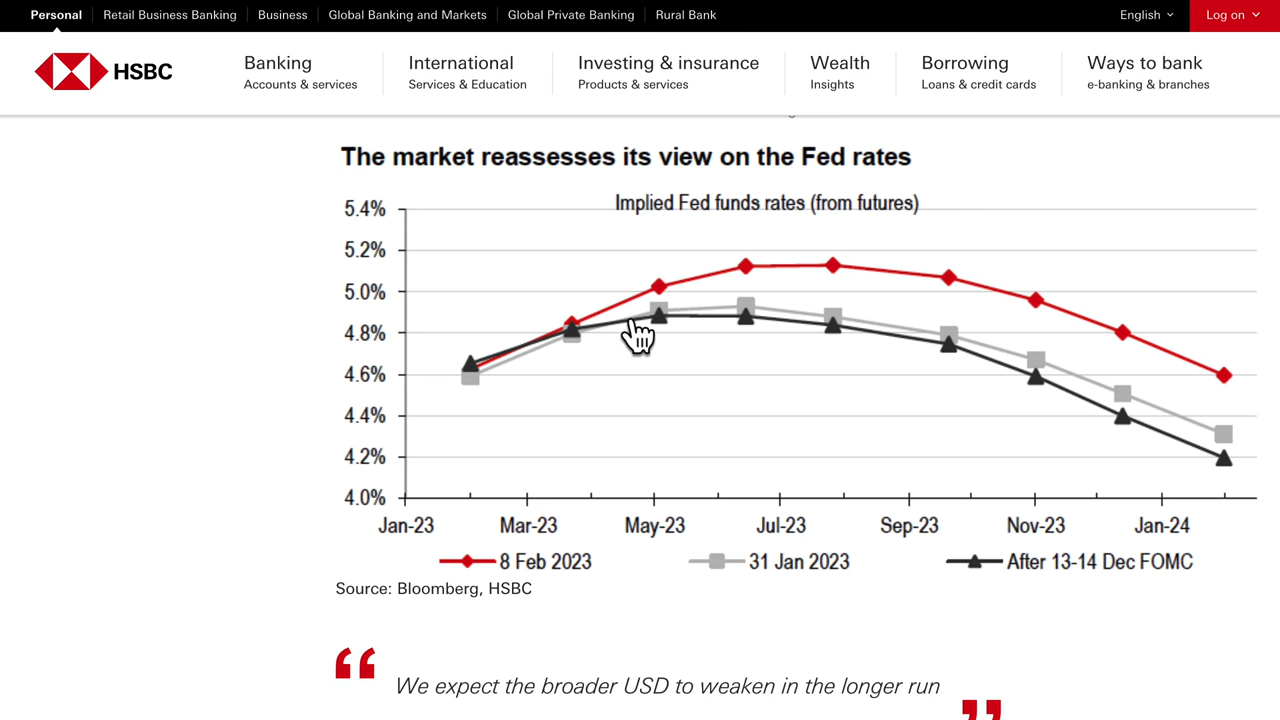 Personal Retail Business Banking Business Global Banking and Markets Global Private Banking Rural Bank English Log on
HSBC
Banking International Investing & insurance Wealth Borrowing Ways to bank
Accounts & services Services & Education Products & services Insights Loans & credit cards e-banking & branches
The market reassesses its view on the Fed rates
Implied Fed funds rates (from futures)
5.4%
5.2%
5.0%
4.8%
4.6%
4.4%
4.2%
4.0%
Jan-23 Mar-23 May-23 Jul-23 Sep-23 Nov-23 Jan-24
8 Feb 2023 31 Jan 2023 After 13-14 Dec FOMC
Source: Bloomberg, HSBC
“ We expect the broader USD to weaken in the longer run ”